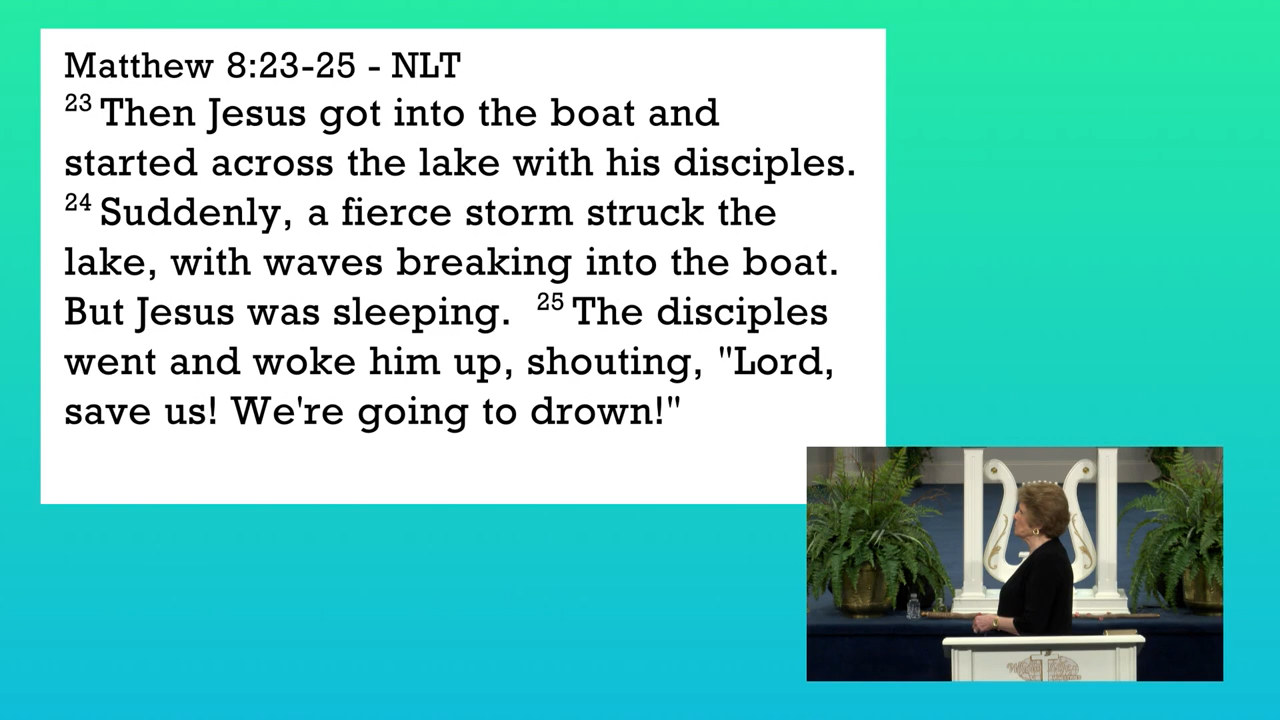 Matthew 8:23-25 - NLT
23 Then Jesus got into the boat and
started across the lake with his disciples.
24 Suddenly, a fierce storm struck the
lake, with waves breaking into the boat.
But Jesus was sleeping. 25 The disciples
went and woke him up, shouting, "Lord,
save us! We're going to drown!"